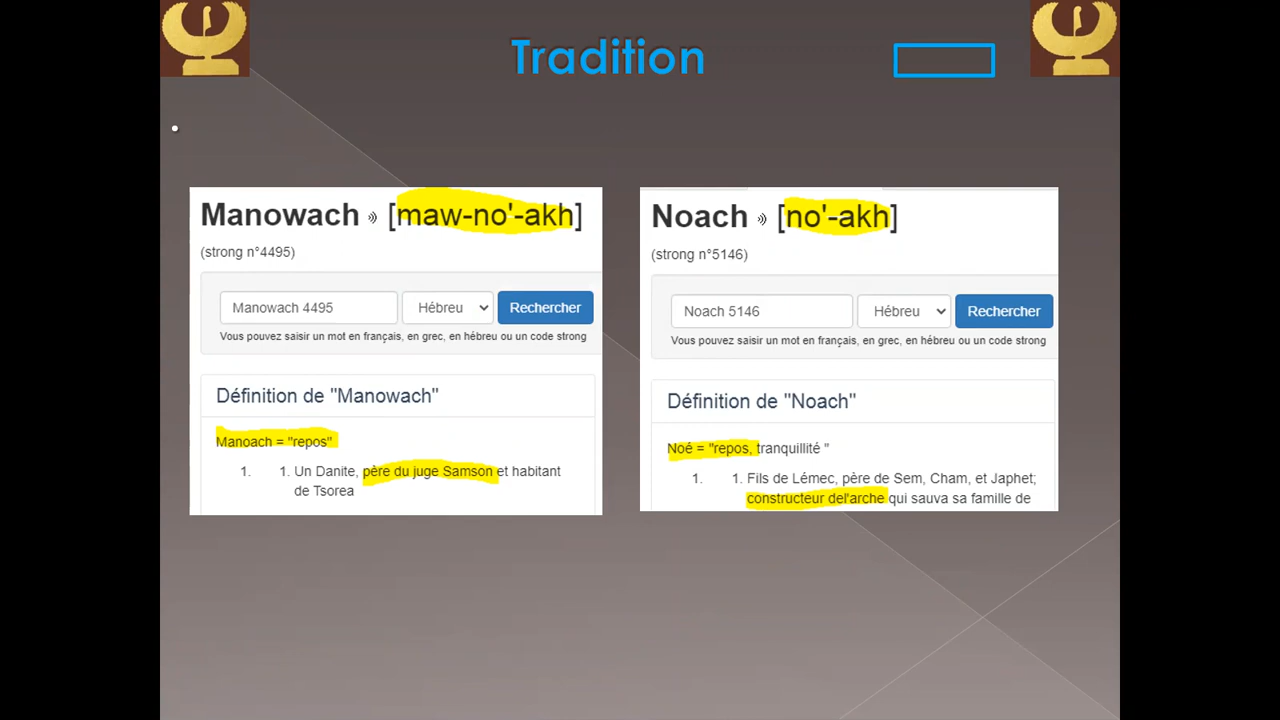 Tradition
Manowach [maw-no'-akh]
(strong n°4495)
Manowach 4495 Hébreu Rechercher
Vous pouvez saisir un mot en français, en grec, en hébreu ou un code strong
Définition de "Manowach"
Manoach = "repos"
1. 1. Un Danite, père du juge Samson et habitant
de Tsorea
Noach [no'-akh]
(strong n°5146)
Noach 5146 Hébreu Rechercher
Vous pouvez saisir un mot en français, en grec, en hébreu ou un code strong
Définition de "Noach"
Noé = "repos, tranquillité "
1. 1. Fils de Lémec, père de Sem, Cham, et Japhet;
constructeur del'arche qui sauva sa famille de